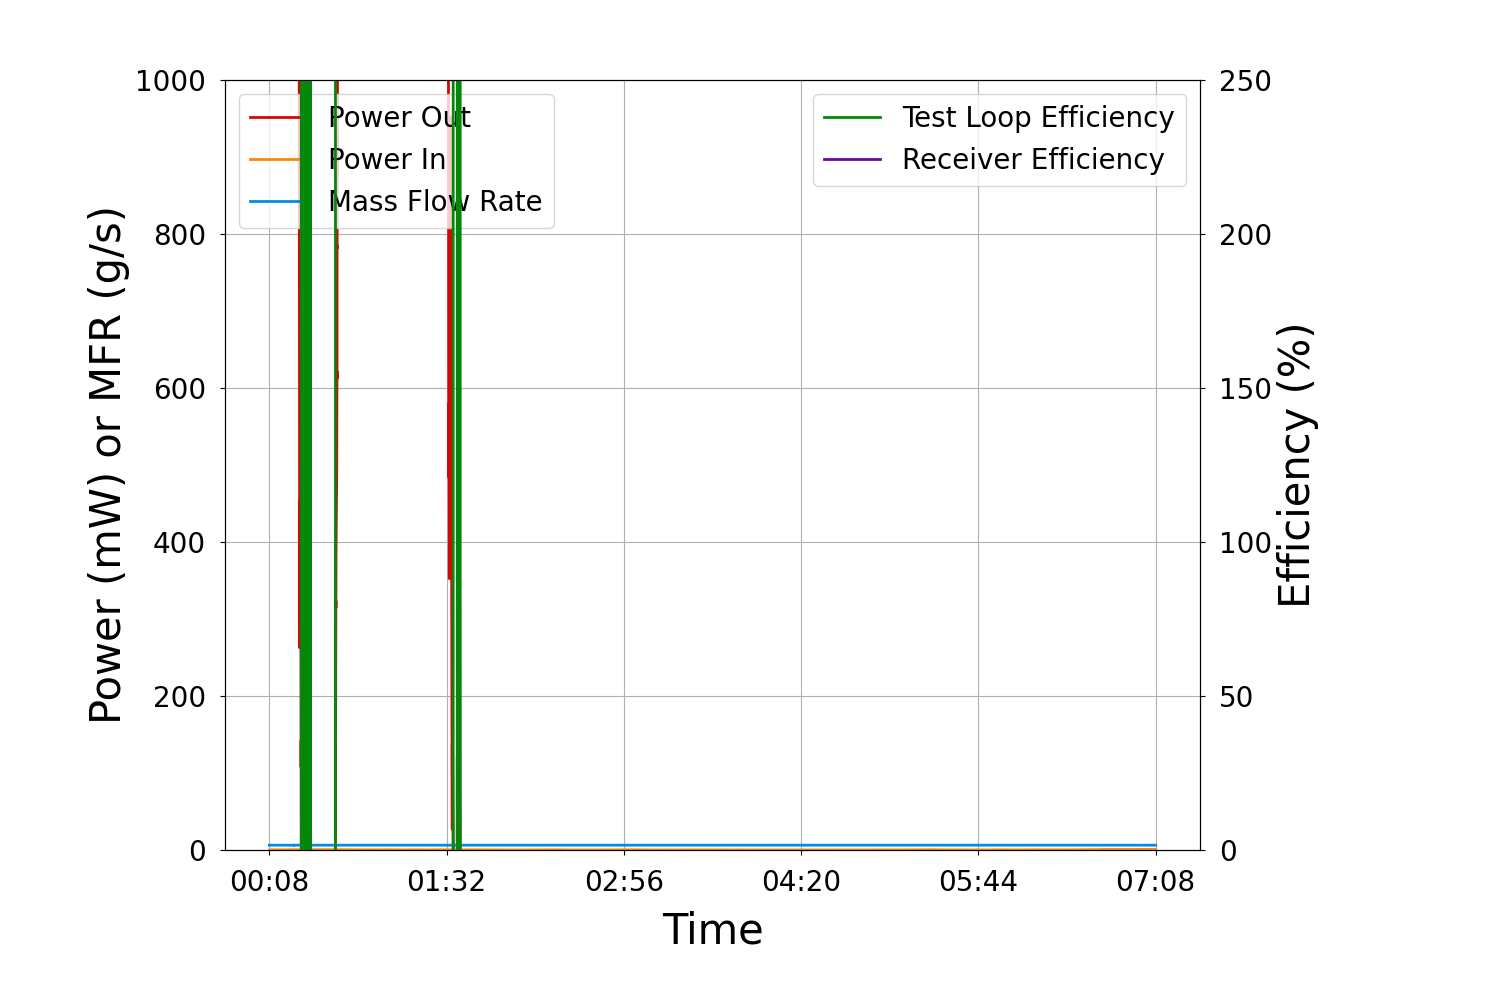 1000
800
600
400
200
0
Power (mW) or MFR (g/s)
Power Out
Power In
Mass Flow Rate
Test Loop Efficiency
Receiver Efficiency
250
200
150
100
50
0
Efficiency (%)
00:08 01:32 02:56 04:20 05:44 07:08
Time